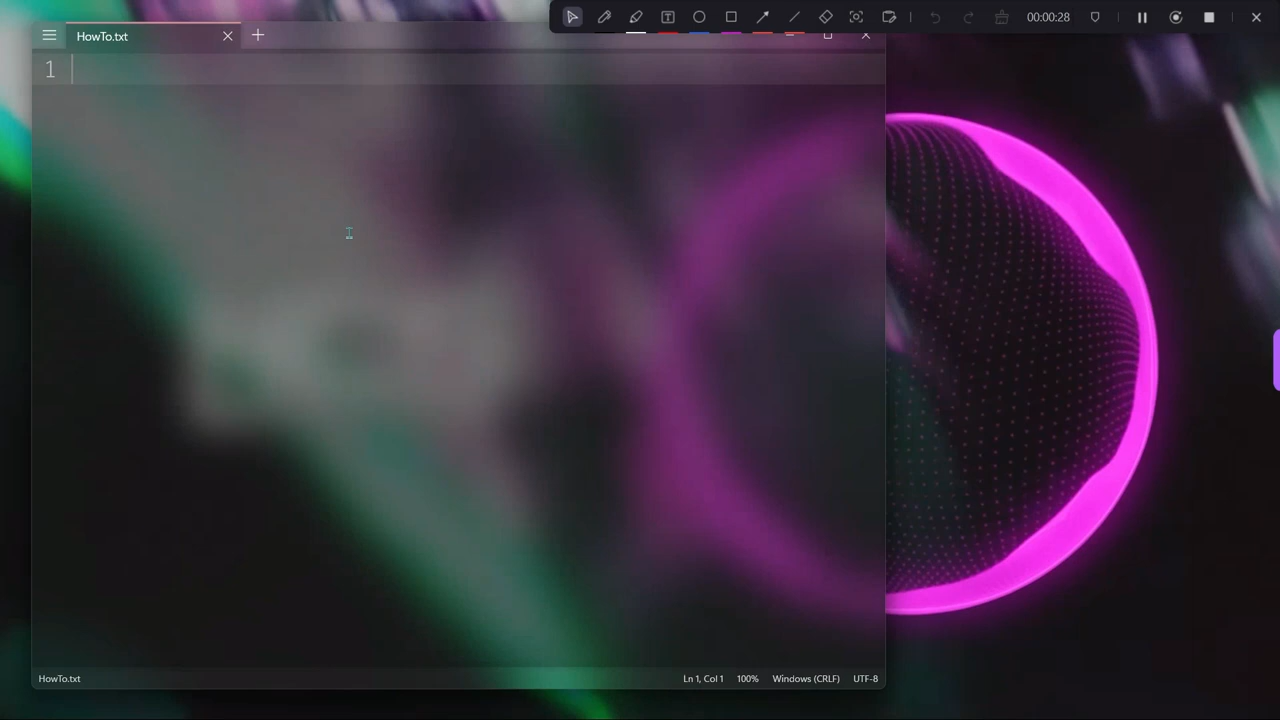 HowTo.txt
00:00:28
1
HowTo.txt
Ln 1, Col 1
100%
Windows (CRLF)
UTF-8